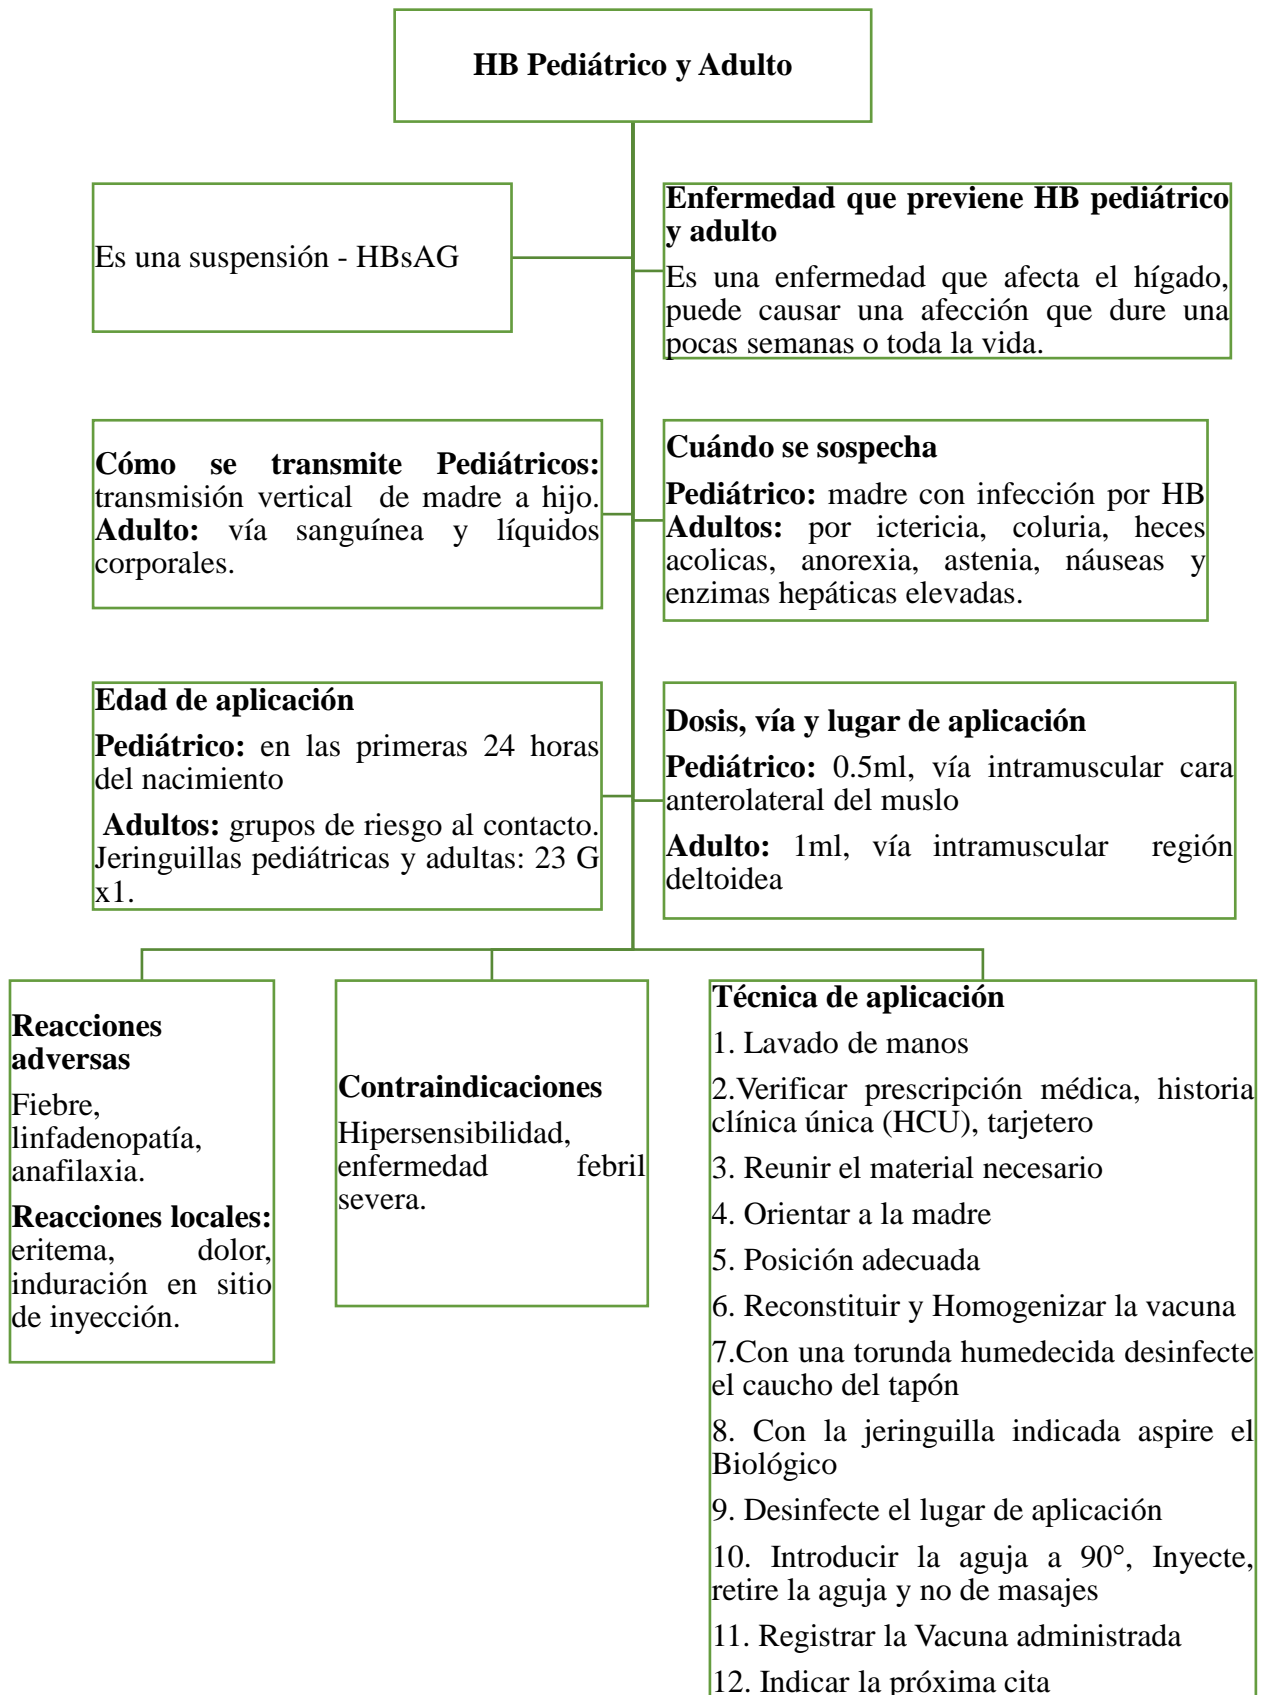 HB Pediátrico y Adulto
Es una suspensión - HBsAG
Enfermedad que previene HB pediátrico
y adulto
Es una enfermedad que afecta el hígado,
puede causar una afección que dure una
pocas semanas o toda la vida.
Cómo se transmite Pediátricos:
transmisión vertical de madre a hijo.
Adulto: vía sanguínea y líquidos
corporales.
Cuándo se sospecha
Pediátrico: madre con infección por HB
Adultos: por ictericia, coluria, heces
acolicas, anorexia, astenia, náuseas y
enzimas hepáticas elevadas.
Edad de aplicación
Pediátrico: en las primeras 24 horas
del nacimiento
Adultos: grupos de riesgo al contacto.
Jeringuillas pediátricas y adultas: 23 G
x1.
Dosis, vía y lugar de aplicación
Pediátrico: 0.5ml, vía intramuscular cara
anterolateral del muslo
Adulto: 1ml, vía intramuscular región
deltoidea
Reacciones
adversas
Fiebre,
linfadenopatía,
anafilaxia.
Reacciones locales:
eritema, dolor,
induración en sitio
de inyección.
Contraindicaciones
Hipersensibilidad,
enfermedad febril
severa.
Técnica de aplicación
1. Lavado de manos
2.Verificar prescripción médica, historia
clínica única (HCU), tarjetero
3. Reunir el material necesario
4. Orientar a la madre
5. Posición adecuada
6. Reconstituir y Homogenizar la vacuna
7.Con una torunda humedecida desinfecte
el caucho del tapón
8. Con la jeringuilla indicada aspire el
Biológico
9. Desinfecte el lugar de aplicación
10. Introducir la aguja a 90°, Inyecte,
retire la aguja y no de masajes
11. Registrar la Vacuna administrada
12. Indicar la próxima cita